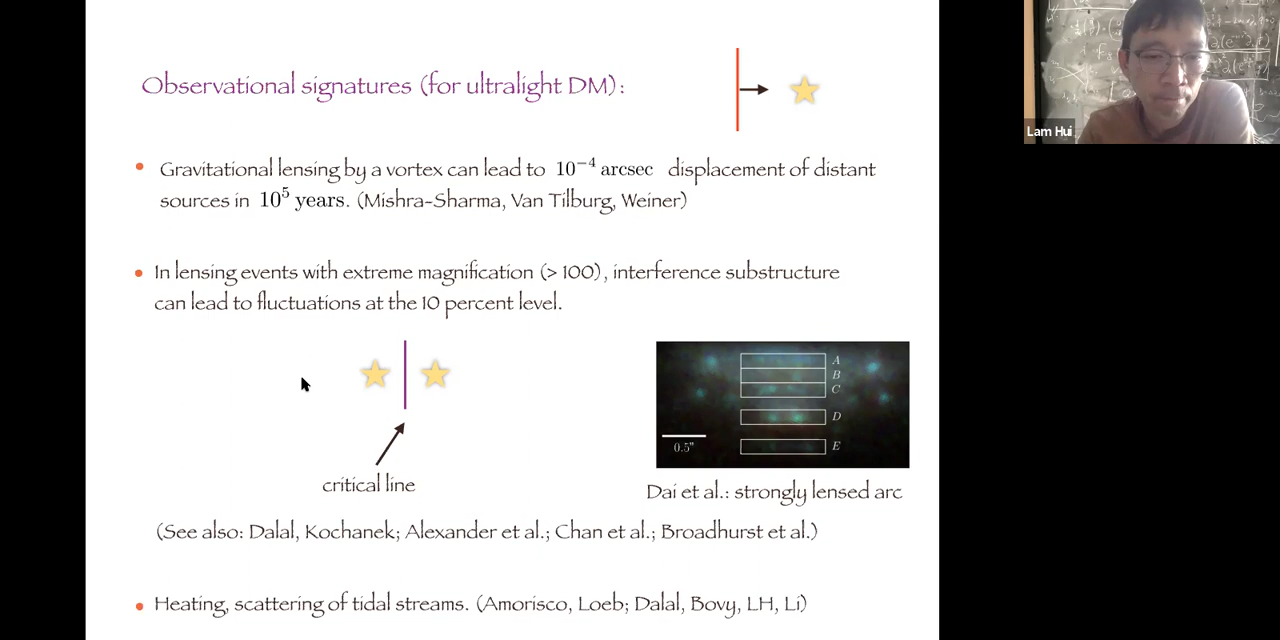 Observational signatures (for ultralight DM):
• Gravitational lensing by a vortex can lead to 10⁻⁴ arcsec displacement of distant
sources in 10⁵ years. (Mishra-Sharma, Van Tilburg, Weiner)
• In lensing events with extreme magnification (> 100), interference substructure
can lead to fluctuations at the 10 percent level.
critical line
A
B
C
D
E
0.5"
Dai et al.: strongly lensed arc
(See also: Dalal, Kochanek; Alexander et al.; Chan et al.; Broadhurst et al.)
• Heating, scattering of tidal streams. (Amorisco, Loeb; Dalal, Bovy, LH, Li)
Lam Hui